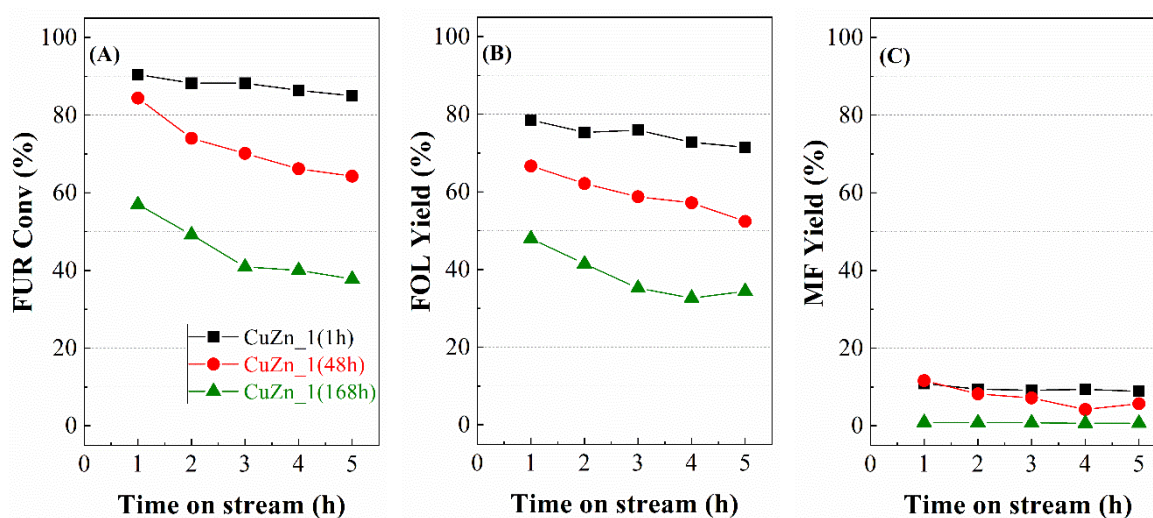 (A)
FUR Conv (%)
100
80
60
40
20
0
CuZn_1(1h)
CuZn_1(48h)
CuZn_1(168h)
0 1 2 3 4 5
Time on stream (h)
(B)
FOL Yield (%)
100
80
60
40
20
0
0 1 2 3 4 5
Time on stream (h)
(C)
MF Yield (%)
100
80
60
40
20
0
0 1 2 3 4 5
Time on stream (h)